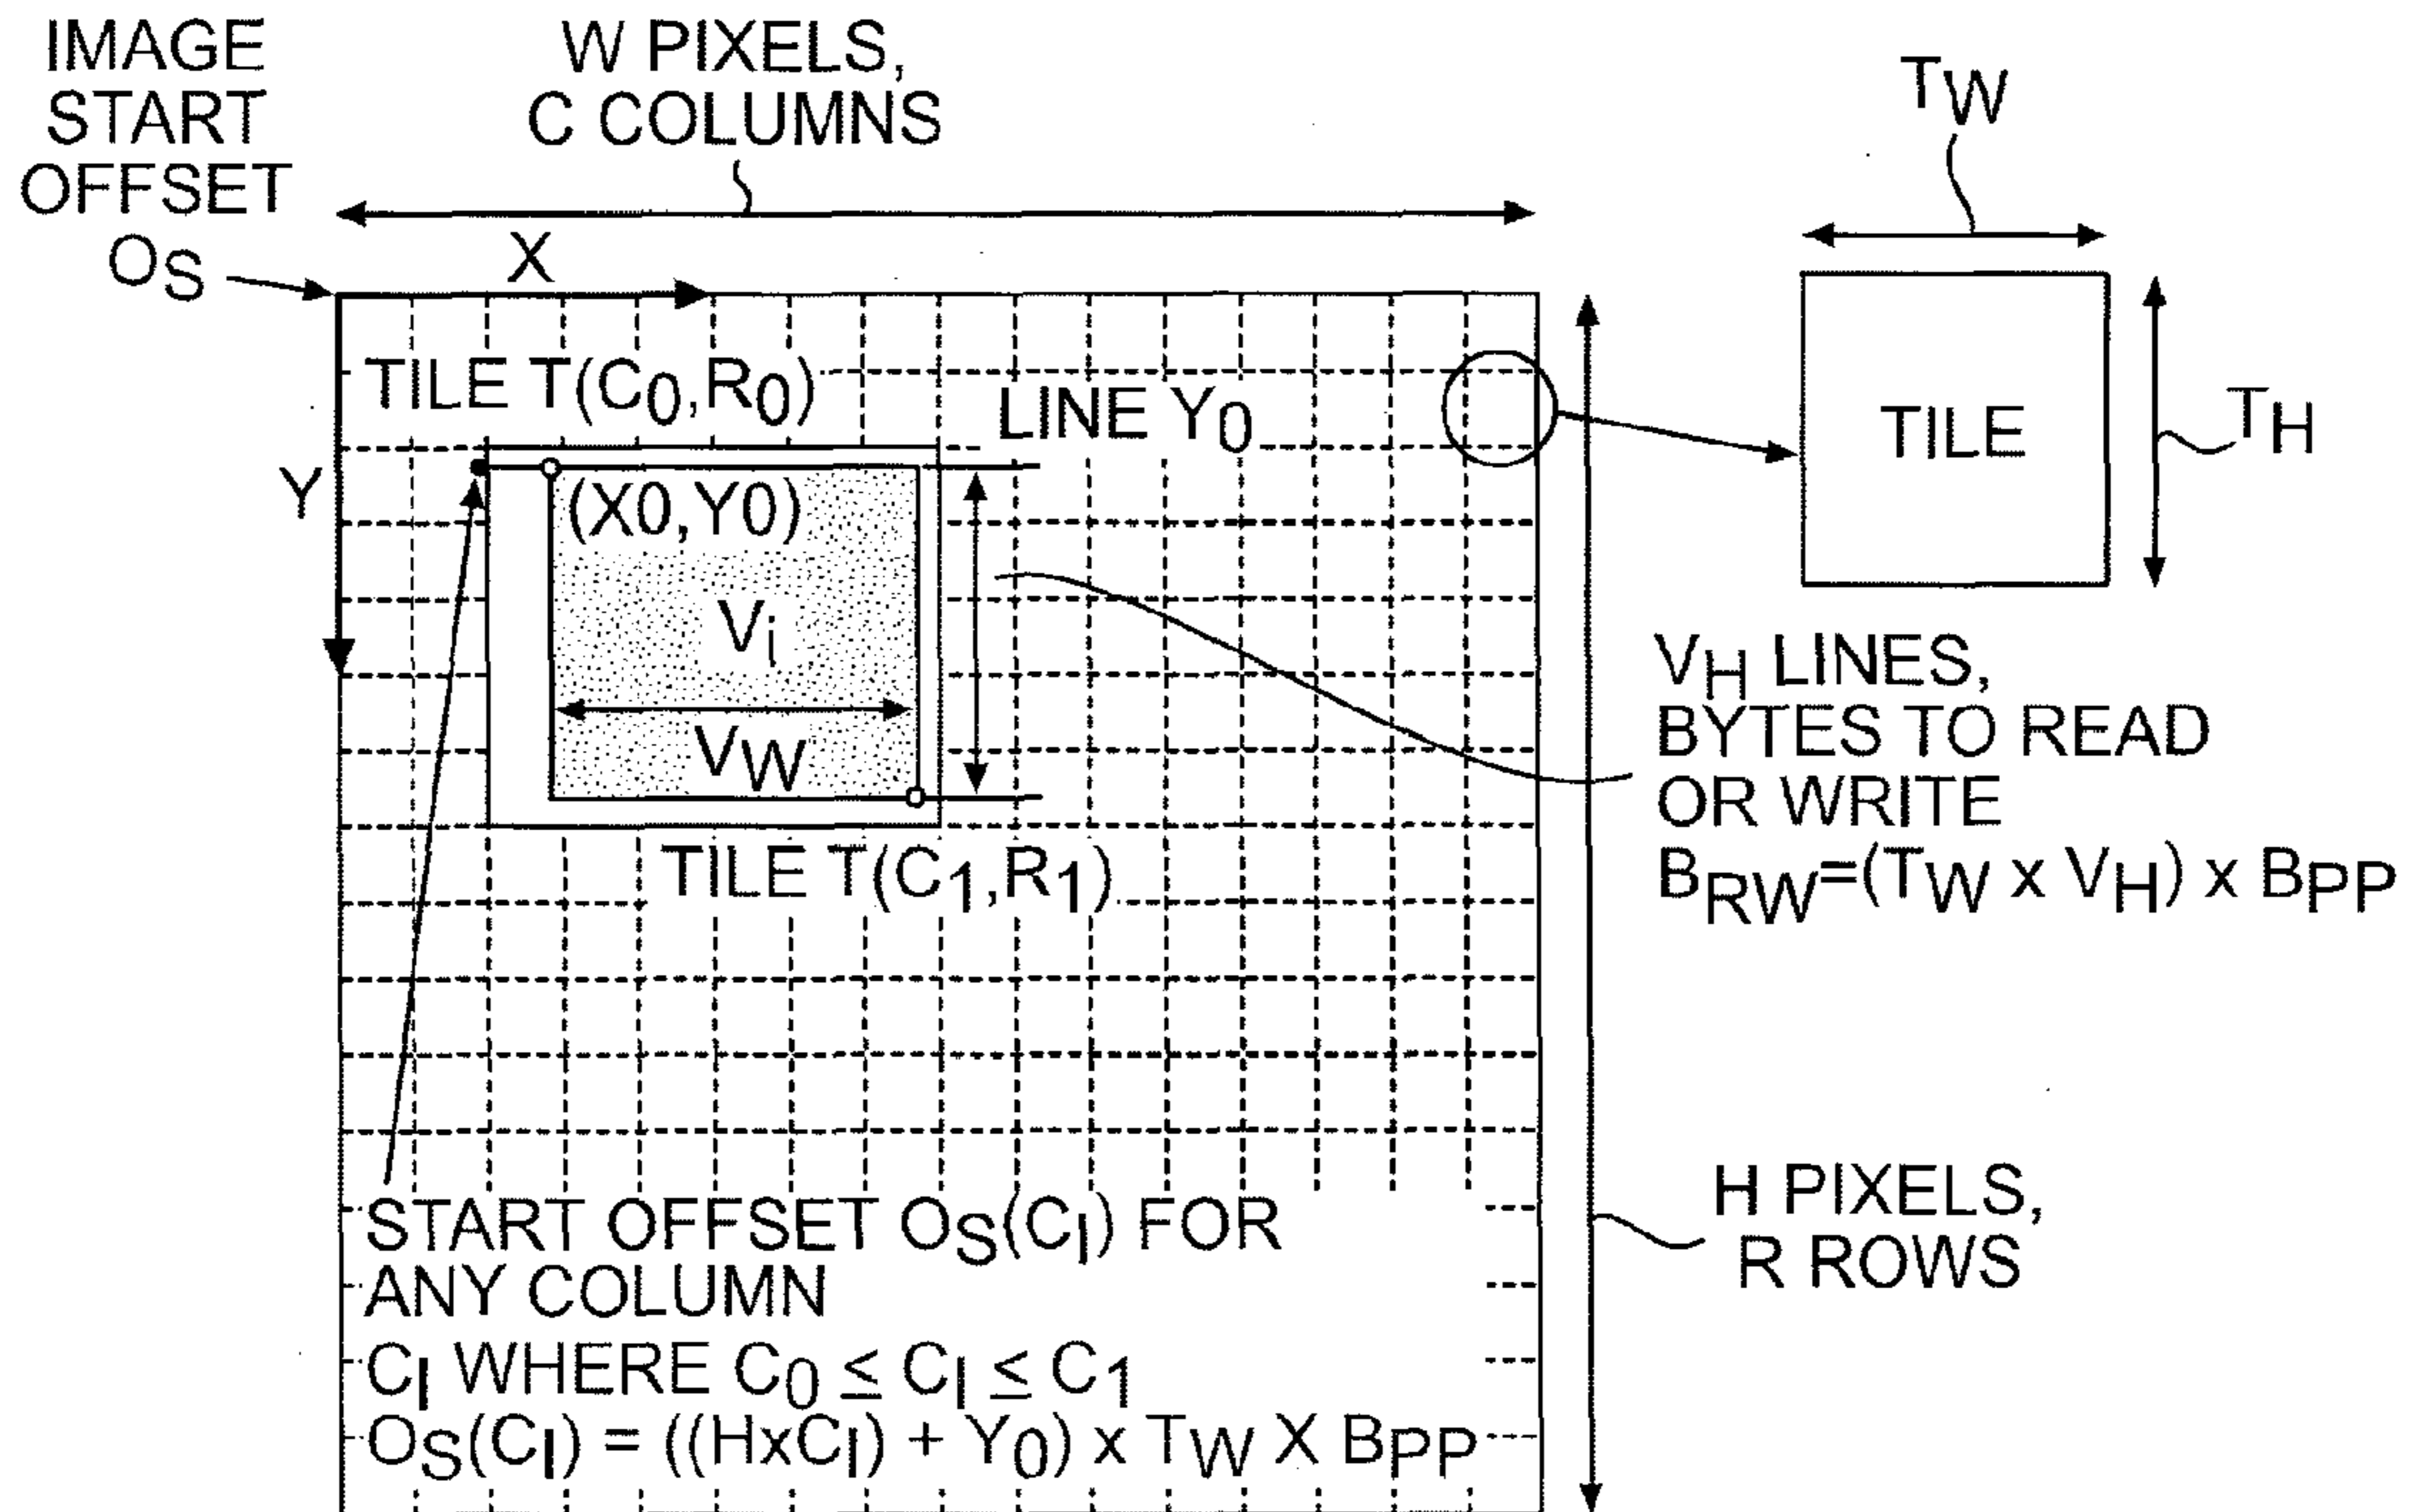 IMAGE
START
OFFSET
OS
W PIXELS,
C COLUMNS
X
Y
TW
TH
TILE
TILE T(C0,R0)
LINE Y0
(X0,Y0)
Vi
VW
TILE T(C1,R1)
VH LINES,
BYTES TO READ
OR WRITE
BRW=(TW x VH) x BPP
H PIXELS,
R ROWS
START OFFSET OS(CI) FOR
ANY COLUMN
CI WHERE C0 ≤ CI ≤ C1
OS(CI) = ((HxCI) + Y0) x TW X BPP